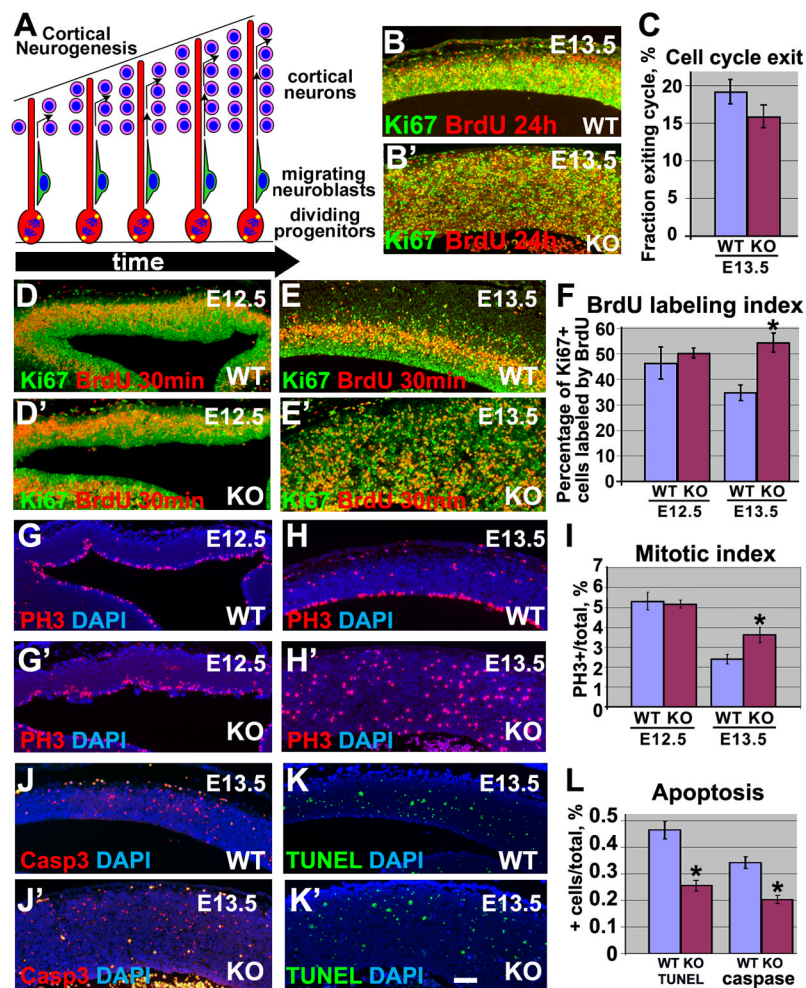 A
Cortical
Neurogenesis
cortical
neurons
migrating
neuroblasts
dividing
progenitors
time
B
E13.5
Ki67 BrdU 24h WT
B'
E13.5
Ki67 BrdU 24h KO
C
Cell cycle exit
Fraction exiting cycle, %
20
15
10
5
0
WT KO
E13.5
D
E12.5
Ki67 BrdU 30min WT
E
E13.5
Ki67 BrdU 30min WT
D'
E12.5
Ki67 BrdU 30min KO
E'
E13.5
Ki67 BrdU 30min KO
F
BrdU labeling index
Percentage of Ki67+
cells labeled by BrdU
60
50
40
30
20
10
0
*
WT KO WT KO
E12.5 E13.5
G
E12.5
PH3 DAPI WT
H
E13.5
PH3 DAPI WT
G'
E12.5
PH3 DAPI KO
H'
E13.5
PH3 DAPI KO
I
Mitotic index
PH3+/total, %
7
6
5
4
3
2
1
0
*
WT KO WT KO
E12.5 E13.5
J
E13.5
Casp3 DAPI WT
K
E13.5
TUNEL DAPI WT
J'
E13.5
Casp3 DAPI KO
K'
E13.5
TUNEL DAPI KO
L
Apoptosis
+ cells/total, %
0.5
0.4
0.3
0.2
0.1
0
* *
WT KO WT KO
TUNEL caspase